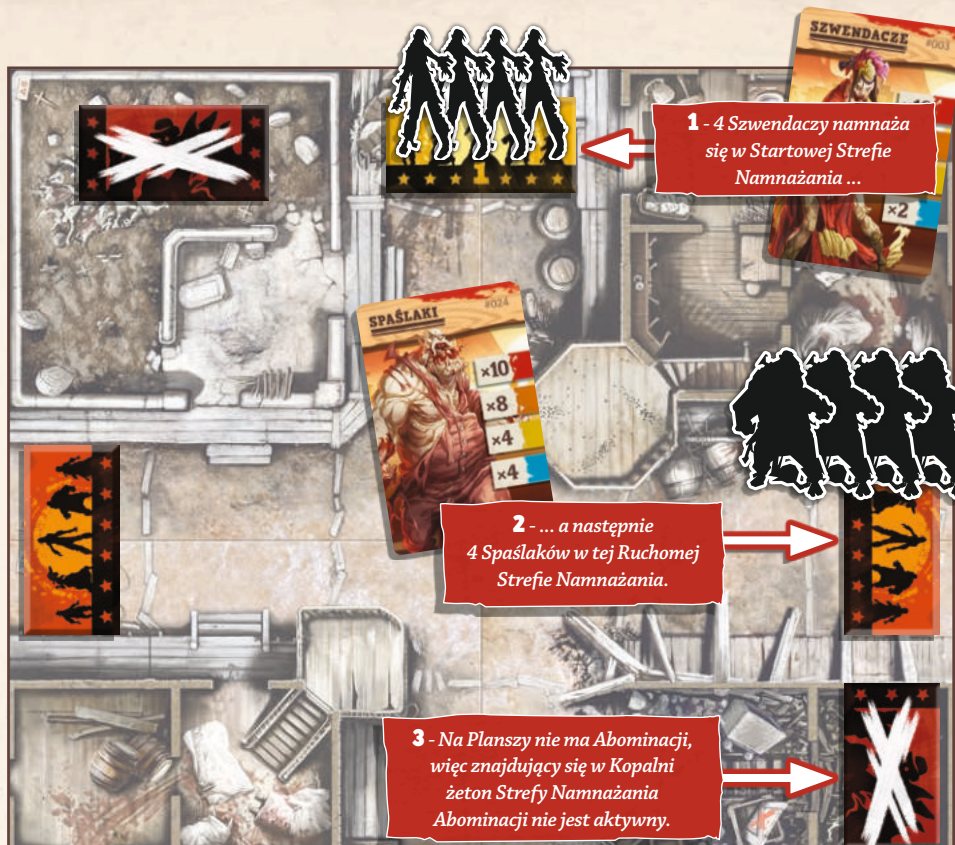 SZWENDACZE
#003
1 - 4 Szwendaczy namnaża
się w Startowej Strefie
Namnażania ...
1
×2
SPAŚLAKI
#024
×10
×8
×4
×4
2 - ... a następnie
4 Spaślaków w tej Ruchomej
Strefie Namnażania.
3 - Na Planszy nie ma Abominacji,
więc znajdujący się w Kopalni
żeton Strefy Namnażania
Abominacji nie jest aktywny.